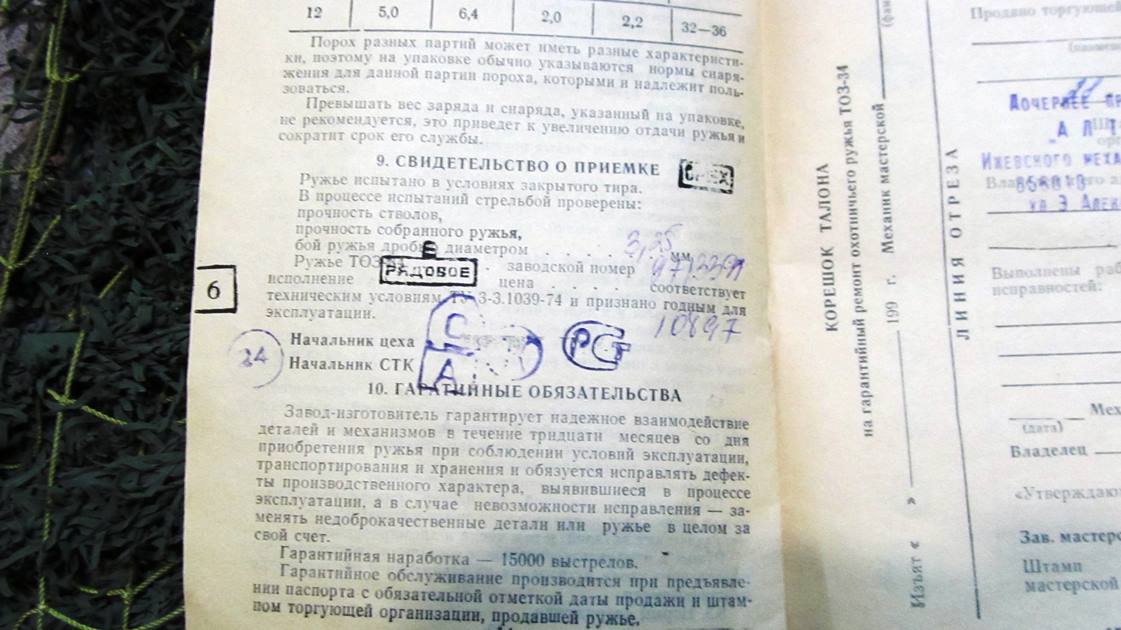 12 5,0 6,4 2,0 2,2 32—36
Порох разных партий может иметь разные характеристи-
ки, поэтому на упаковке обычно указываются нормы снаря-
жения для данной партии пороха, которыми и надлежит поль-
зоваться.
Превышать вес заряда и снаряда, указанный на упаковке,
не рекомендуется, это приведет к увеличению отдачи ружья и
сократит срок его службы.
9. СВИДЕТЕЛЬСТВО О ПРИЕМКЕ
Ружье испытано в условиях закрытого тира.
В процессе испытаний стрельбой проверены:
прочность стволов,
прочность собранного ружья,
бой ружья дробью диаметром . . . . . 3,25 мм
Ружье ТОЗ заводской номер
РЯДОВОЕ
исполнение цена . . . . соответствует
техническим условиям ТУ 3-3.1039-74 и признано годным для
эксплуатации.
10897
6
24
Начальник цеха
Начальник СТК
РСТ
10. ГАРАТИЙНЫЕ ОБЯЗАТЕЛЬСТВА
Завод-изготовитель гарантирует надежное взаимодействие
деталей и механизмов в течение тридцати месяцев со дня
приобретения ружья при соблюдении условий эксплуатации,
транспортирования и хранения и обязуется исправлять дефек-
ты производственного характера, выявившиеся в процессе
эксплуатации, а в случае невозможности исправления — за-
менять недоброкачественные детали или ружье в целом за
свой счет.
Гарантийная наработка — 15000 выстрелов.
Гарантийное обслуживание производится при предъявле-
нии паспорта с обязательной отметкой даты продажи и штам-
пом торгующей организации, продавшей ружье.
КОРЕШОК ТАЛОНА
на гарантийный ремонт охотничьего ружья ТОЗ-34
Изъят « » 199 г. Механик мастерской
(фам
ЛИНИЯ ОТРЕЗА
Продано торгующей
Дочернее пр
АЛТ
Ижевского меха
ул Э Алек
Выполнены раб
исправностей:
Мех
(дата)
Владелец
«Утверждаю
Зав. мастерс
Штамп
мастерской